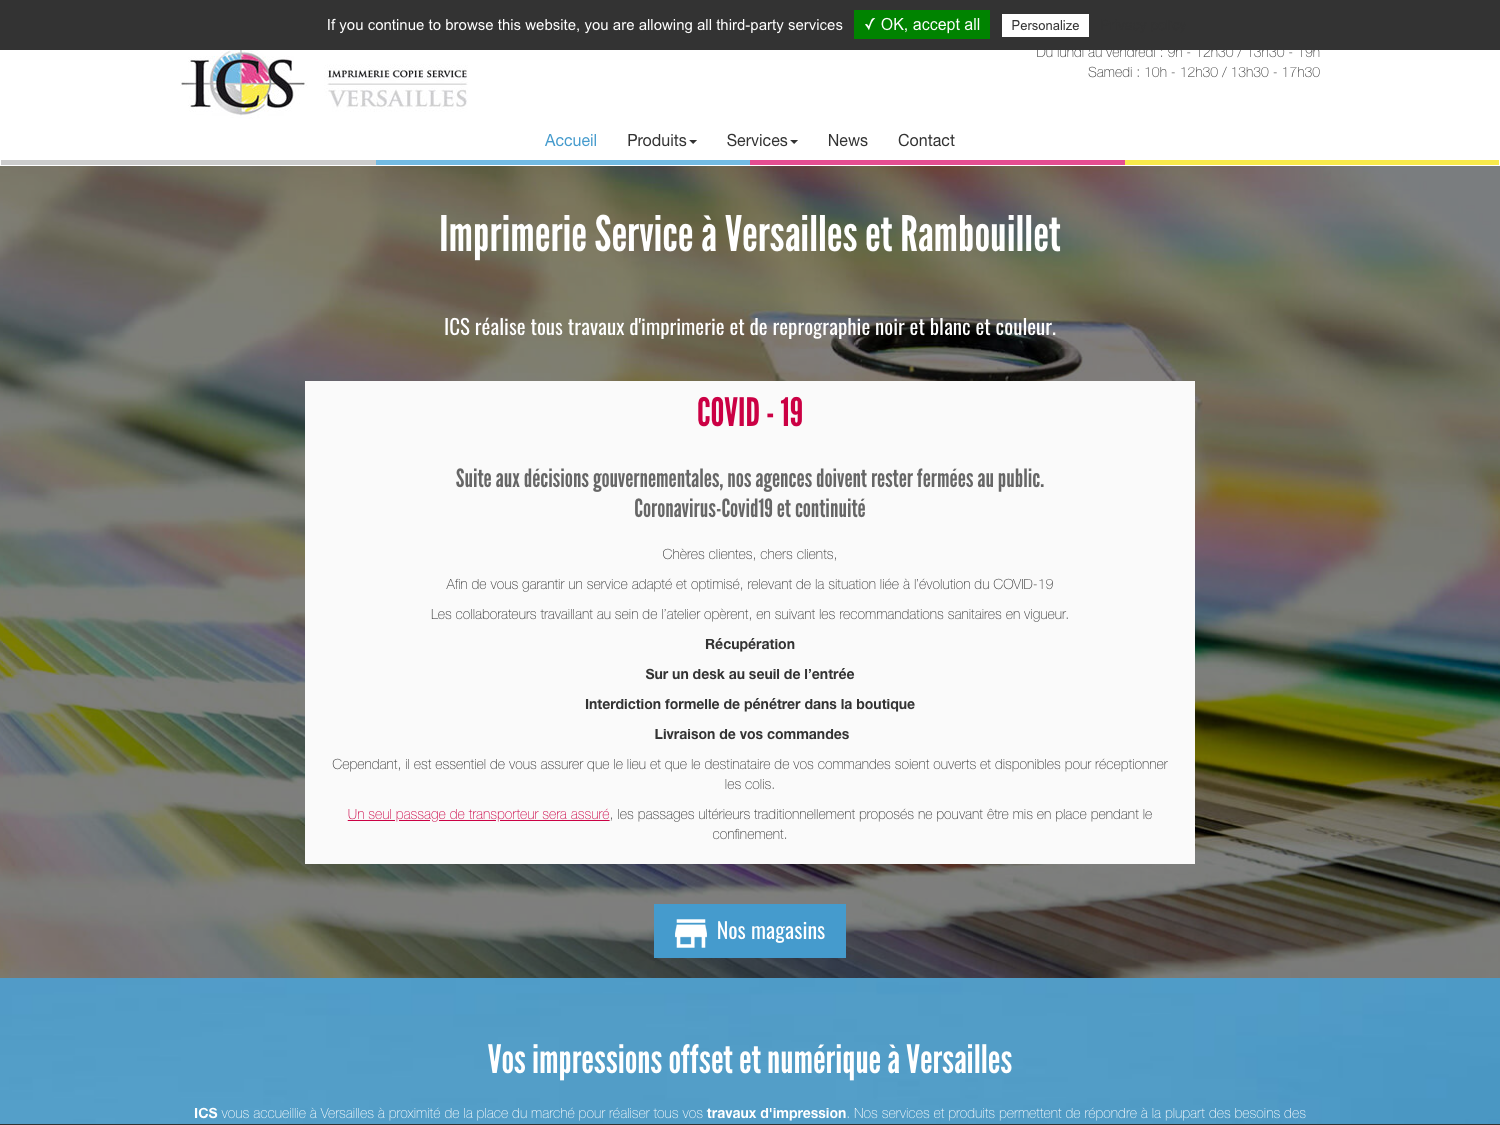 If you continue to browse this website, you are allowing all third-party services ✓ OK, accept all Personalize
Du lundi au vendredi : 9h - 12h30 / 13h30 - 19h
Samedi : 10h - 12h30 / 13h30 - 17h30
ICS
IMPRIMERIE COPIE SERVICE
VERSAILLES
Accueil Produits Services News Contact
Imprimerie Service à Versailles et Rambouillet
ICS réalise tous travaux d'imprimerie et de reprographie noir et blanc et couleur.
COVID - 19
Suite aux décisions gouvernementales, nos agences doivent rester fermées au public.
Coronavirus-Covid19 et continuité
Chères clientes, chers clients,
Afin de vous garantir un service adapté et optimisé, relevant de la situation liée à l'évolution du COVID-19
Les collaborateurs travaillant au sein de l'atelier opèrent, en suivant les recommandations sanitaires en vigueur.
Récupération
Sur un desk au seuil de l'entrée
Interdiction formelle de pénétrer dans la boutique
Livraison de vos commandes
Cependant, il est essentiel de vous assurer que le lieu et que le destinataire de vos commandes soient ouverts et disponibles pour réceptionner
les colis.
Un seul passage de transporteur sera assuré, les passages ultérieurs traditionnellement proposés ne pouvant être mis en place pendant le
confinement.
Nos magasins
Vos impressions offset et numérique à Versailles
ICS vous accueillie à Versailles à proximité de la place du marché pour réaliser tous vos travaux d'impression. Nos services et produits permettent de répondre à la plupart des besoins des